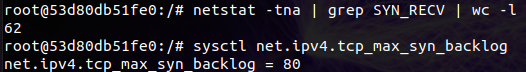 root@53d80db51fe0:/# netstat -tna | grep SYN_RECV | wc -l
62
root@53d80db51fe0:/# sysctl net.ipv4.tcp_max_syn_backlog
net.ipv4.tcp_max_syn_backlog = 80